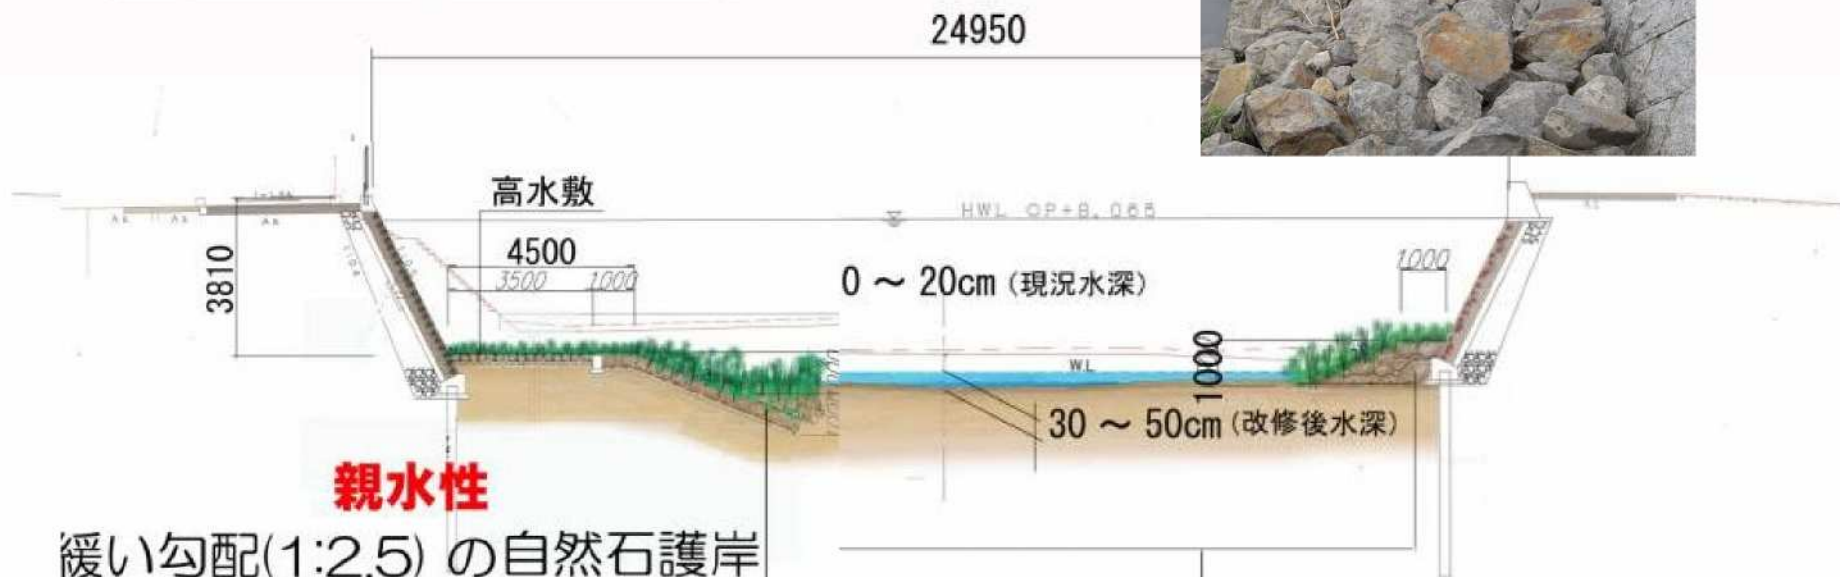 24950
高水敷
HWL OP+8.065
4500
3500 1000
3810
0 ～ 20cm (現況水深)
1000
1000
WL
30 ～ 50cm (改修後水深)
親水性
緩い勾配(1:2.5) の自然石護岸